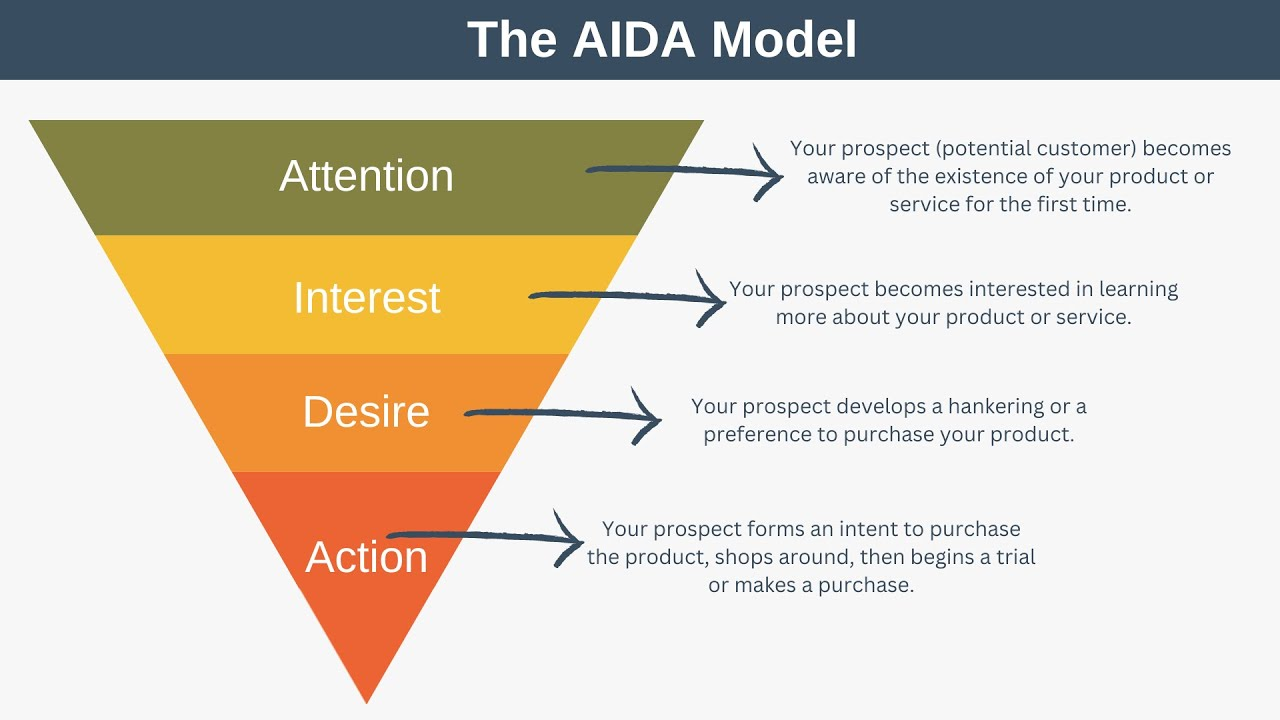 The AIDA Model
Attention
Your prospect (potential customer) becomes
aware of the existence of your product or
service for the first time.
Interest
Your prospect becomes interested in learning
more about your product or service.
Desire
Your prospect develops a hankering or a
preference to purchase your product.
Action
Your prospect forms an intent to purchase
the product, shops around, then begins a trial
or makes a purchase.